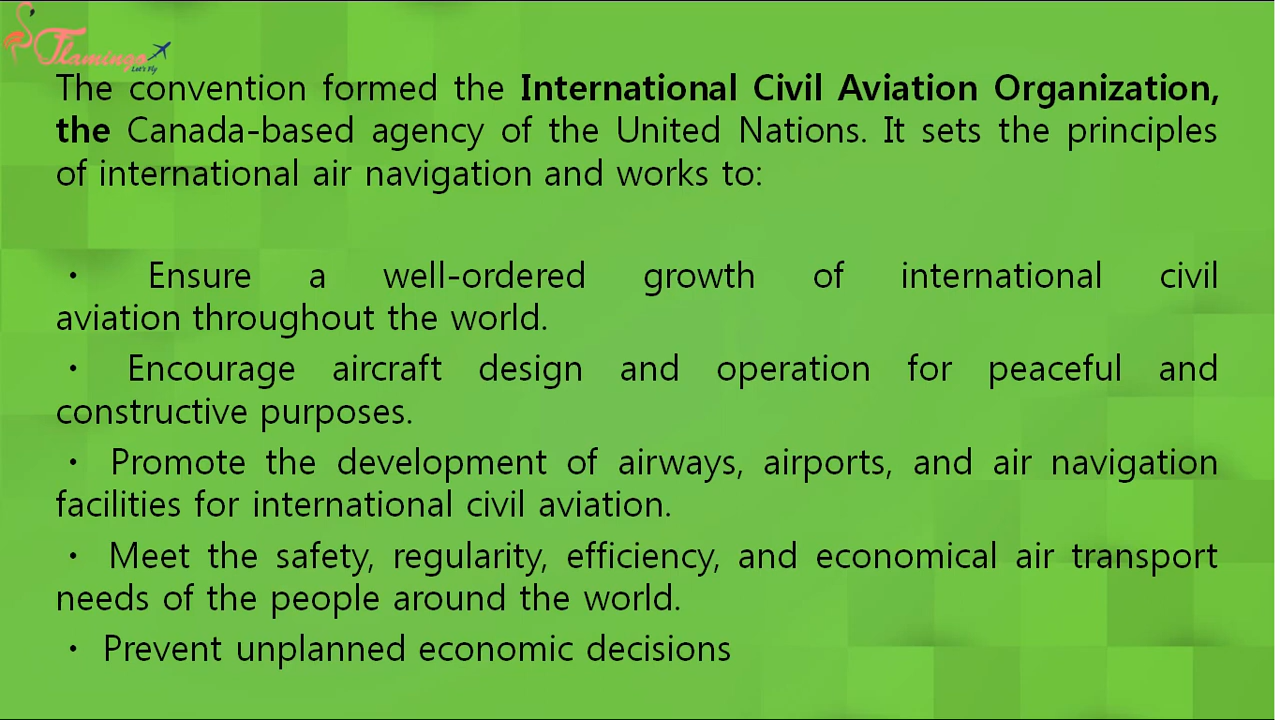 Flamingo
Let's Fly
The convention formed the International Civil Aviation Organization,
the Canada-based agency of the United Nations. It sets the principles
of international air navigation and works to:
• Ensure a well-ordered growth of international civil
aviation throughout the world.
• Encourage aircraft design and operation for peaceful and
constructive purposes.
• Promote the development of airways, airports, and air navigation
facilities for international civil aviation.
• Meet the safety, regularity, efficiency, and economical air transport
needs of the people around the world.
• Prevent unplanned economic decisions